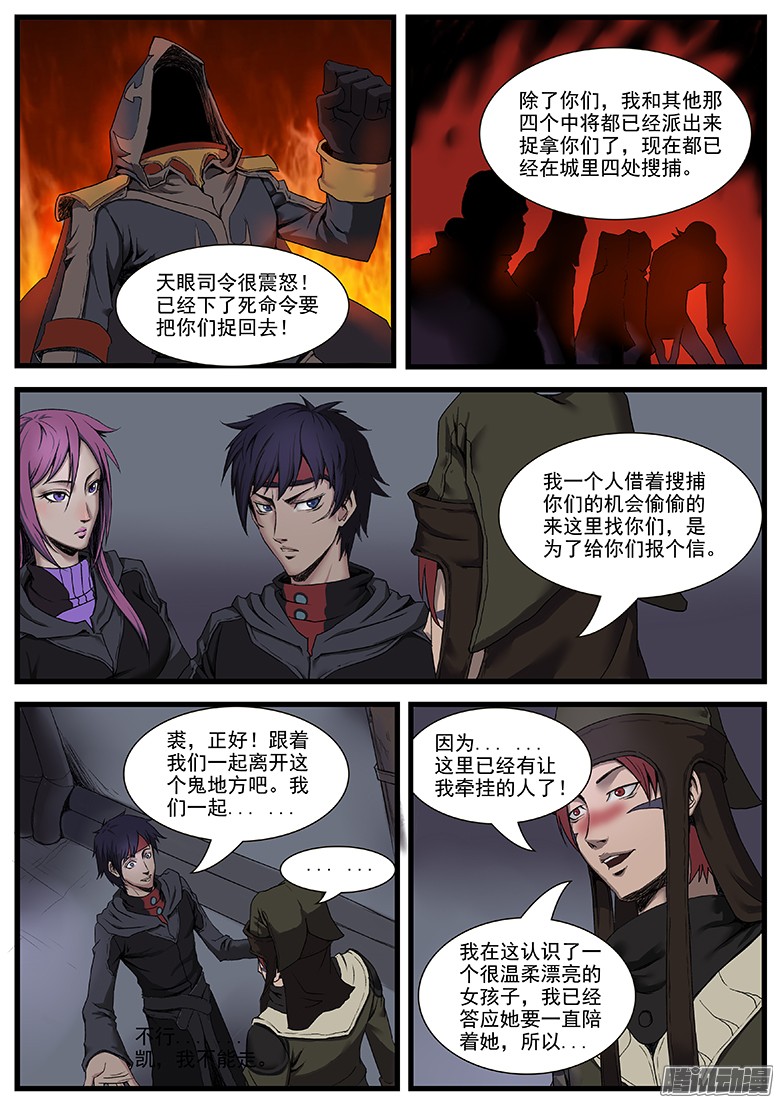 天眼司令很震怒！
已经下了死命令要
把你们捉回去！
除了你们，我和其他那
四个中将都已经派出来
捉拿你们了，现在都已
经在城里四处搜捕。
我一个人借着搜捕
你们的机会偷偷的
来这里找你们，是
为了给你们报个信。
裘，正好！跟着
我们一起离开这
个鬼地方吧。我
们一起... ...
... ...
不行... ...
凯，我不能走。
因为... ...
这里已经有让
我牵挂的人了！
我在这认识了一
个很温柔漂亮的
女孩子，我已经
答应她要一直陪
着她，所以...
腾讯动漫